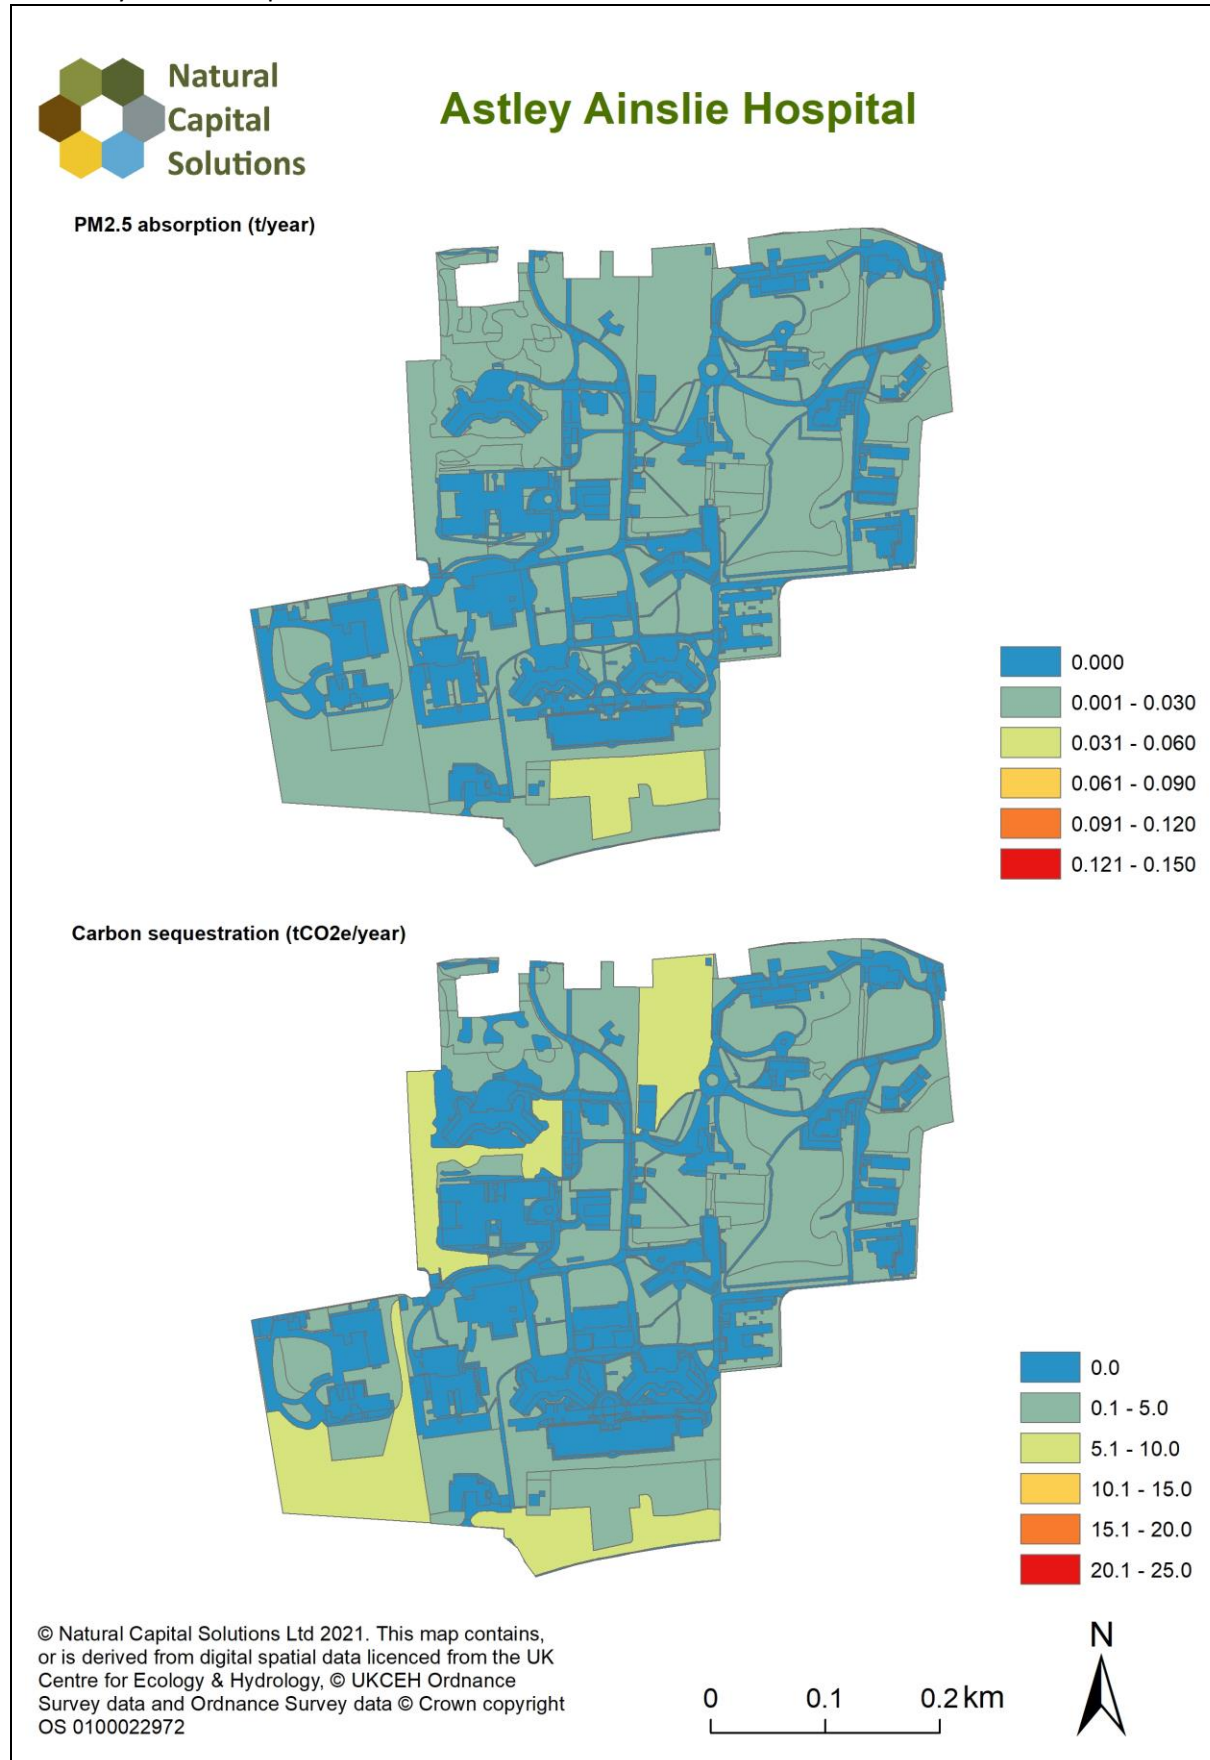 Natural
Capital
Solutions
Astley Ainslie Hospital
PM2.5 absorption (t/year)
0.000
0.001 - 0.030
0.031 - 0.060
0.061 - 0.090
0.091 - 0.120
0.121 - 0.150
Carbon sequestration (tCO2e/year)
0.0
0.1 - 5.0
5.1 - 10.0
10.1 - 15.0
15.1 - 20.0
20.1 - 25.0
© Natural Capital Solutions Ltd 2021. This map contains,
or is derived from digital spatial data licenced from the UK
Centre for Ecology & Hydrology, © UKCEH Ordnance
Survey data and Ordnance Survey data © Crown copyright
OS 0100022972
0 0.1 0.2 km
N